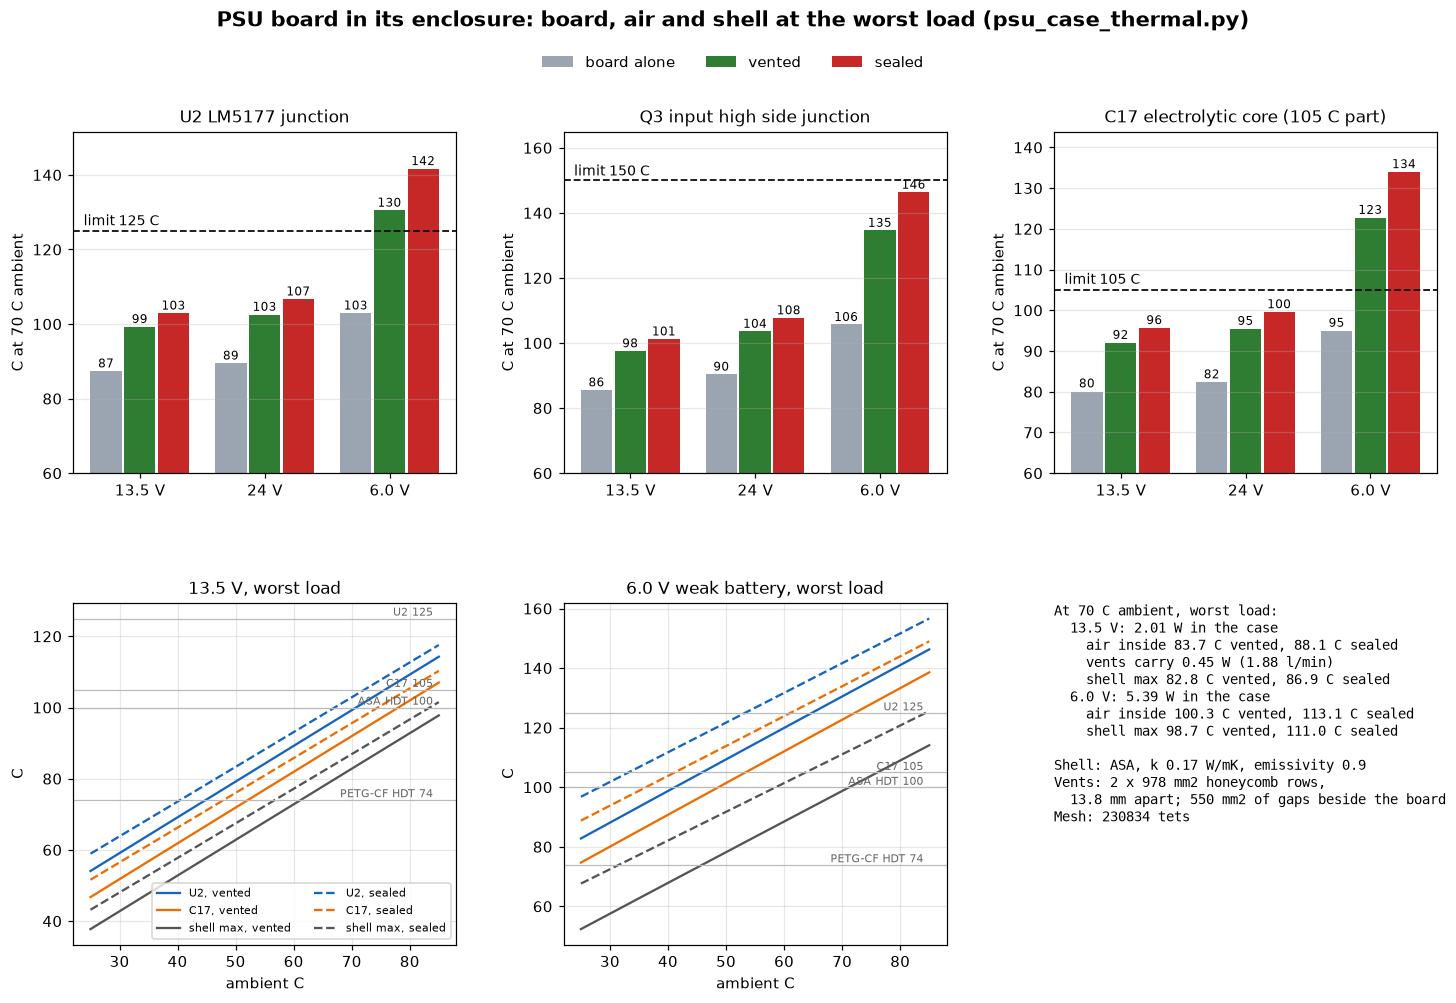 PSU board in its enclosure: board, air and shell at the worst load (psu_case_thermal.py)
board alone
vented
sealed
U2 LM5177 junction
C at 70 C ambient
140
120
100
80
60
limit 125 C
87
99
103
89
103
107
103
130
142
13.5 V
24 V
6.0 V
Q3 input high side junction
C at 70 C ambient
160
140
120
100
80
60
limit 150 C
86
98
101
90
104
108
106
135
146
13.5 V
24 V
6.0 V
C17 electrolytic core (105 C part)
C at 70 C ambient
140
130
120
110
100
90
80
70
60
limit 105 C
80
92
96
82
95
100
95
123
134
13.5 V
24 V
6.0 V
13.5 V, worst load
C
120
100
80
60
40
U2 125
C17 105
ASA HDT 100
PETG-CF HDT 74
U2, vented
C17, vented
shell max, vented
U2, sealed
C17, sealed
shell max, sealed
30
40
50
60
70
80
ambient C
6.0 V weak battery, worst load
C
160
140
120
100
80
60
U2 125
C17 105
ASA HDT 100
PETG-CF HDT 74
30
40
50
60
70
80
ambient C
At 70 C ambient, worst load:
13.5 V: 2.01 W in the case
air inside 83.7 C vented, 88.1 C sealed
vents carry 0.45 W (1.88 l/min)
shell max 82.8 C vented, 86.9 C sealed
6.0 V: 5.39 W in the case
air inside 100.3 C vented, 113.1 C sealed
shell max 98.7 C vented, 111.0 C sealed
Shell: ASA, k 0.17 W/mK, emissivity 0.9
Vents: 2 x 978 mm2 honeycomb rows,
13.8 mm apart; 550 mm2 of gaps beside the board
Mesh: 230834 tets